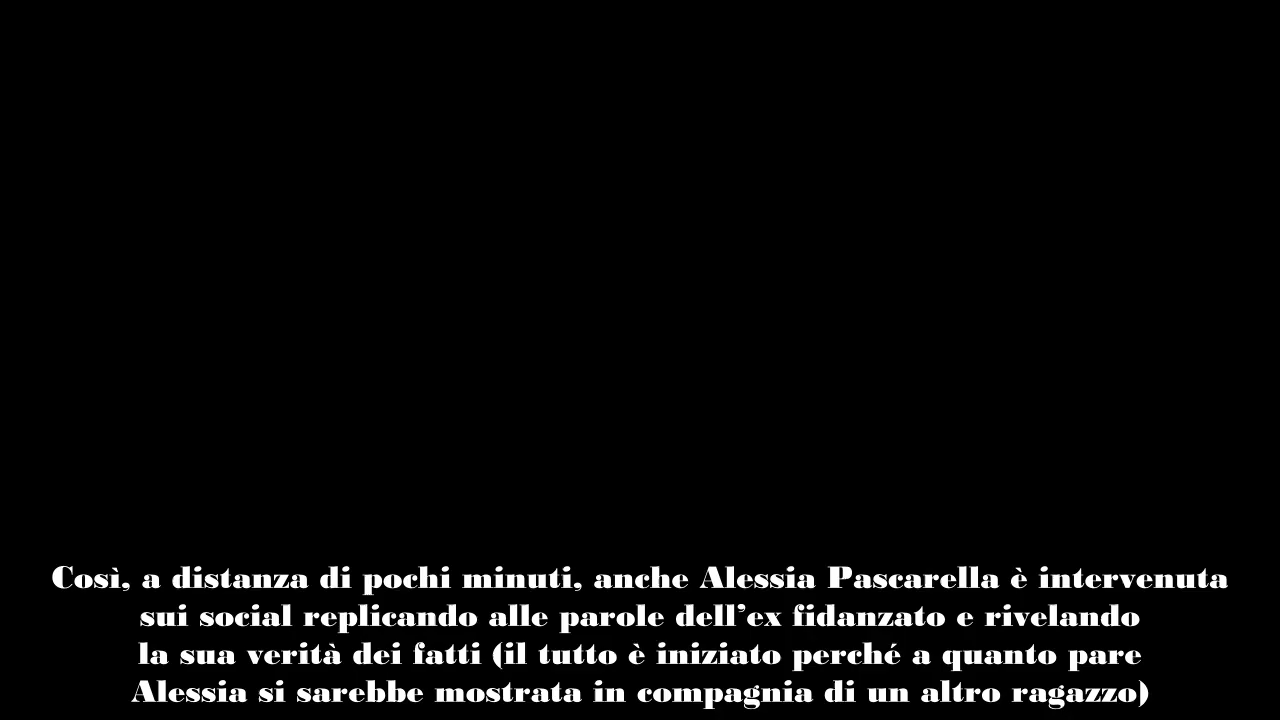 Così, a distanza di pochi minuti, anche Alessia Pascarella è intervenuta
sui social replicando alle parole dell’ex fidanzato e rivelando
la sua verità dei fatti (il tutto è iniziato perché a quanto pare
Alessia si sarebbe mostrata in compagnia di un altro ragazzo)